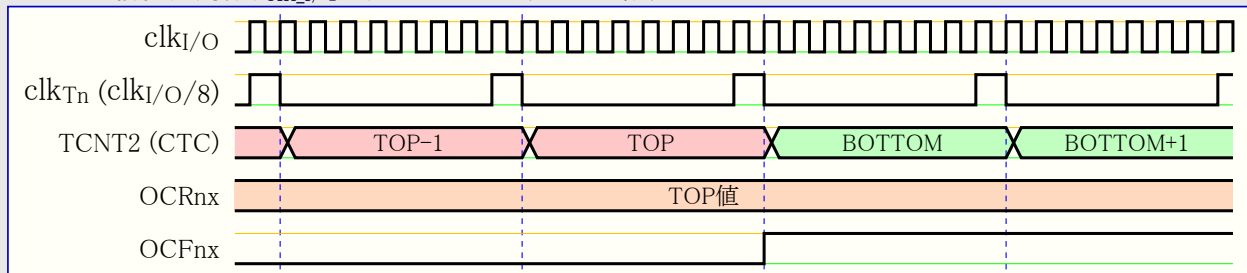 clkI/O
clkTn (clkI/O/8)
TCNT2 (CTC) TOP-1 TOP BOTTOM BOTTOM+1
OCRnx TOP値
OCFnx